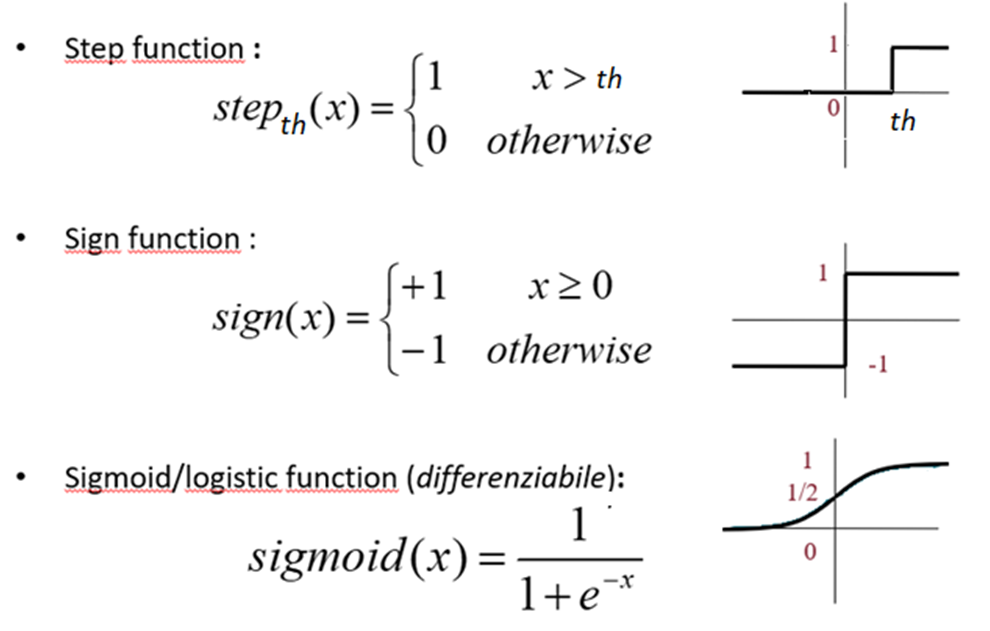 • Step function :
step_th(x) = { 1 x > th
0 otherwise
1
0
th
• Sign function :
sign(x) = { +1 x ≥ 0
−1 otherwise
1
-1
• Sigmoid/logistic function (differenziabile):
sigmoid(x) = 1 / (1 + e^−x)
1
1/2
0